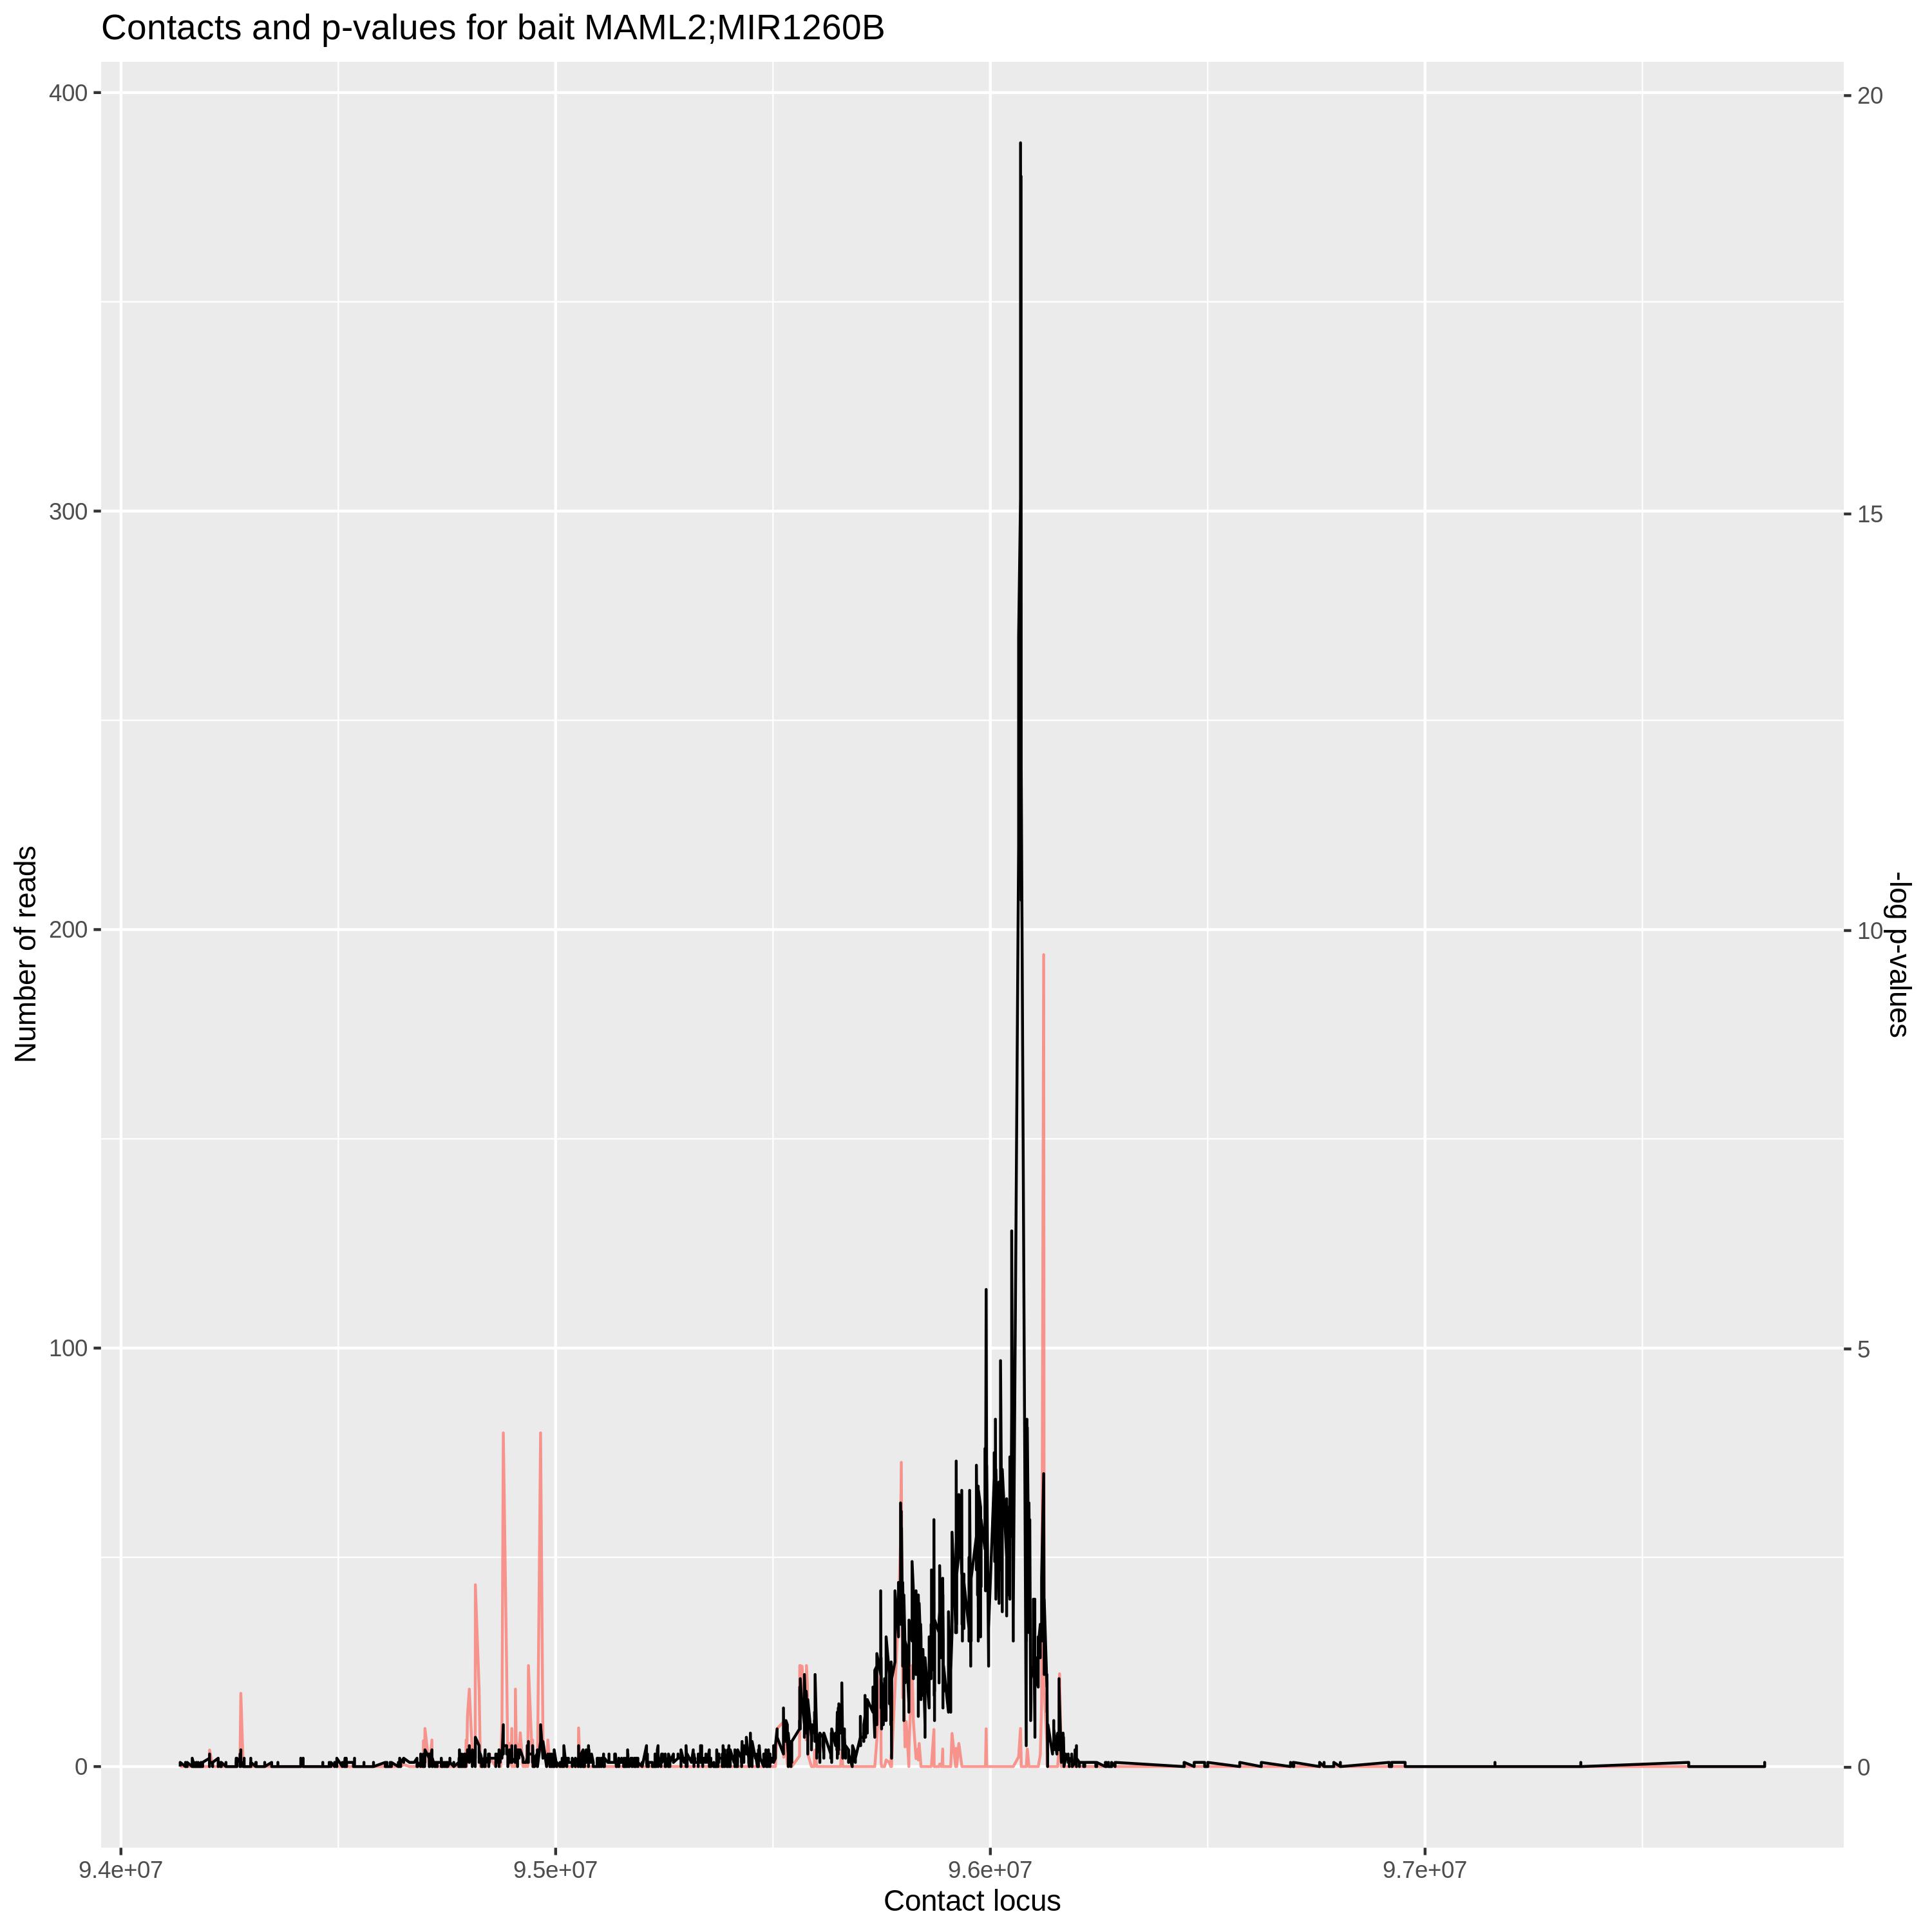 Contacts and p-values for bait MAML2;MIR1260B
400
300
200
100
0
Number of reads
20
15
10
5
0
-log p-values
9.4e+07
9.5e+07
9.6e+07
9.7e+07
Contact locus